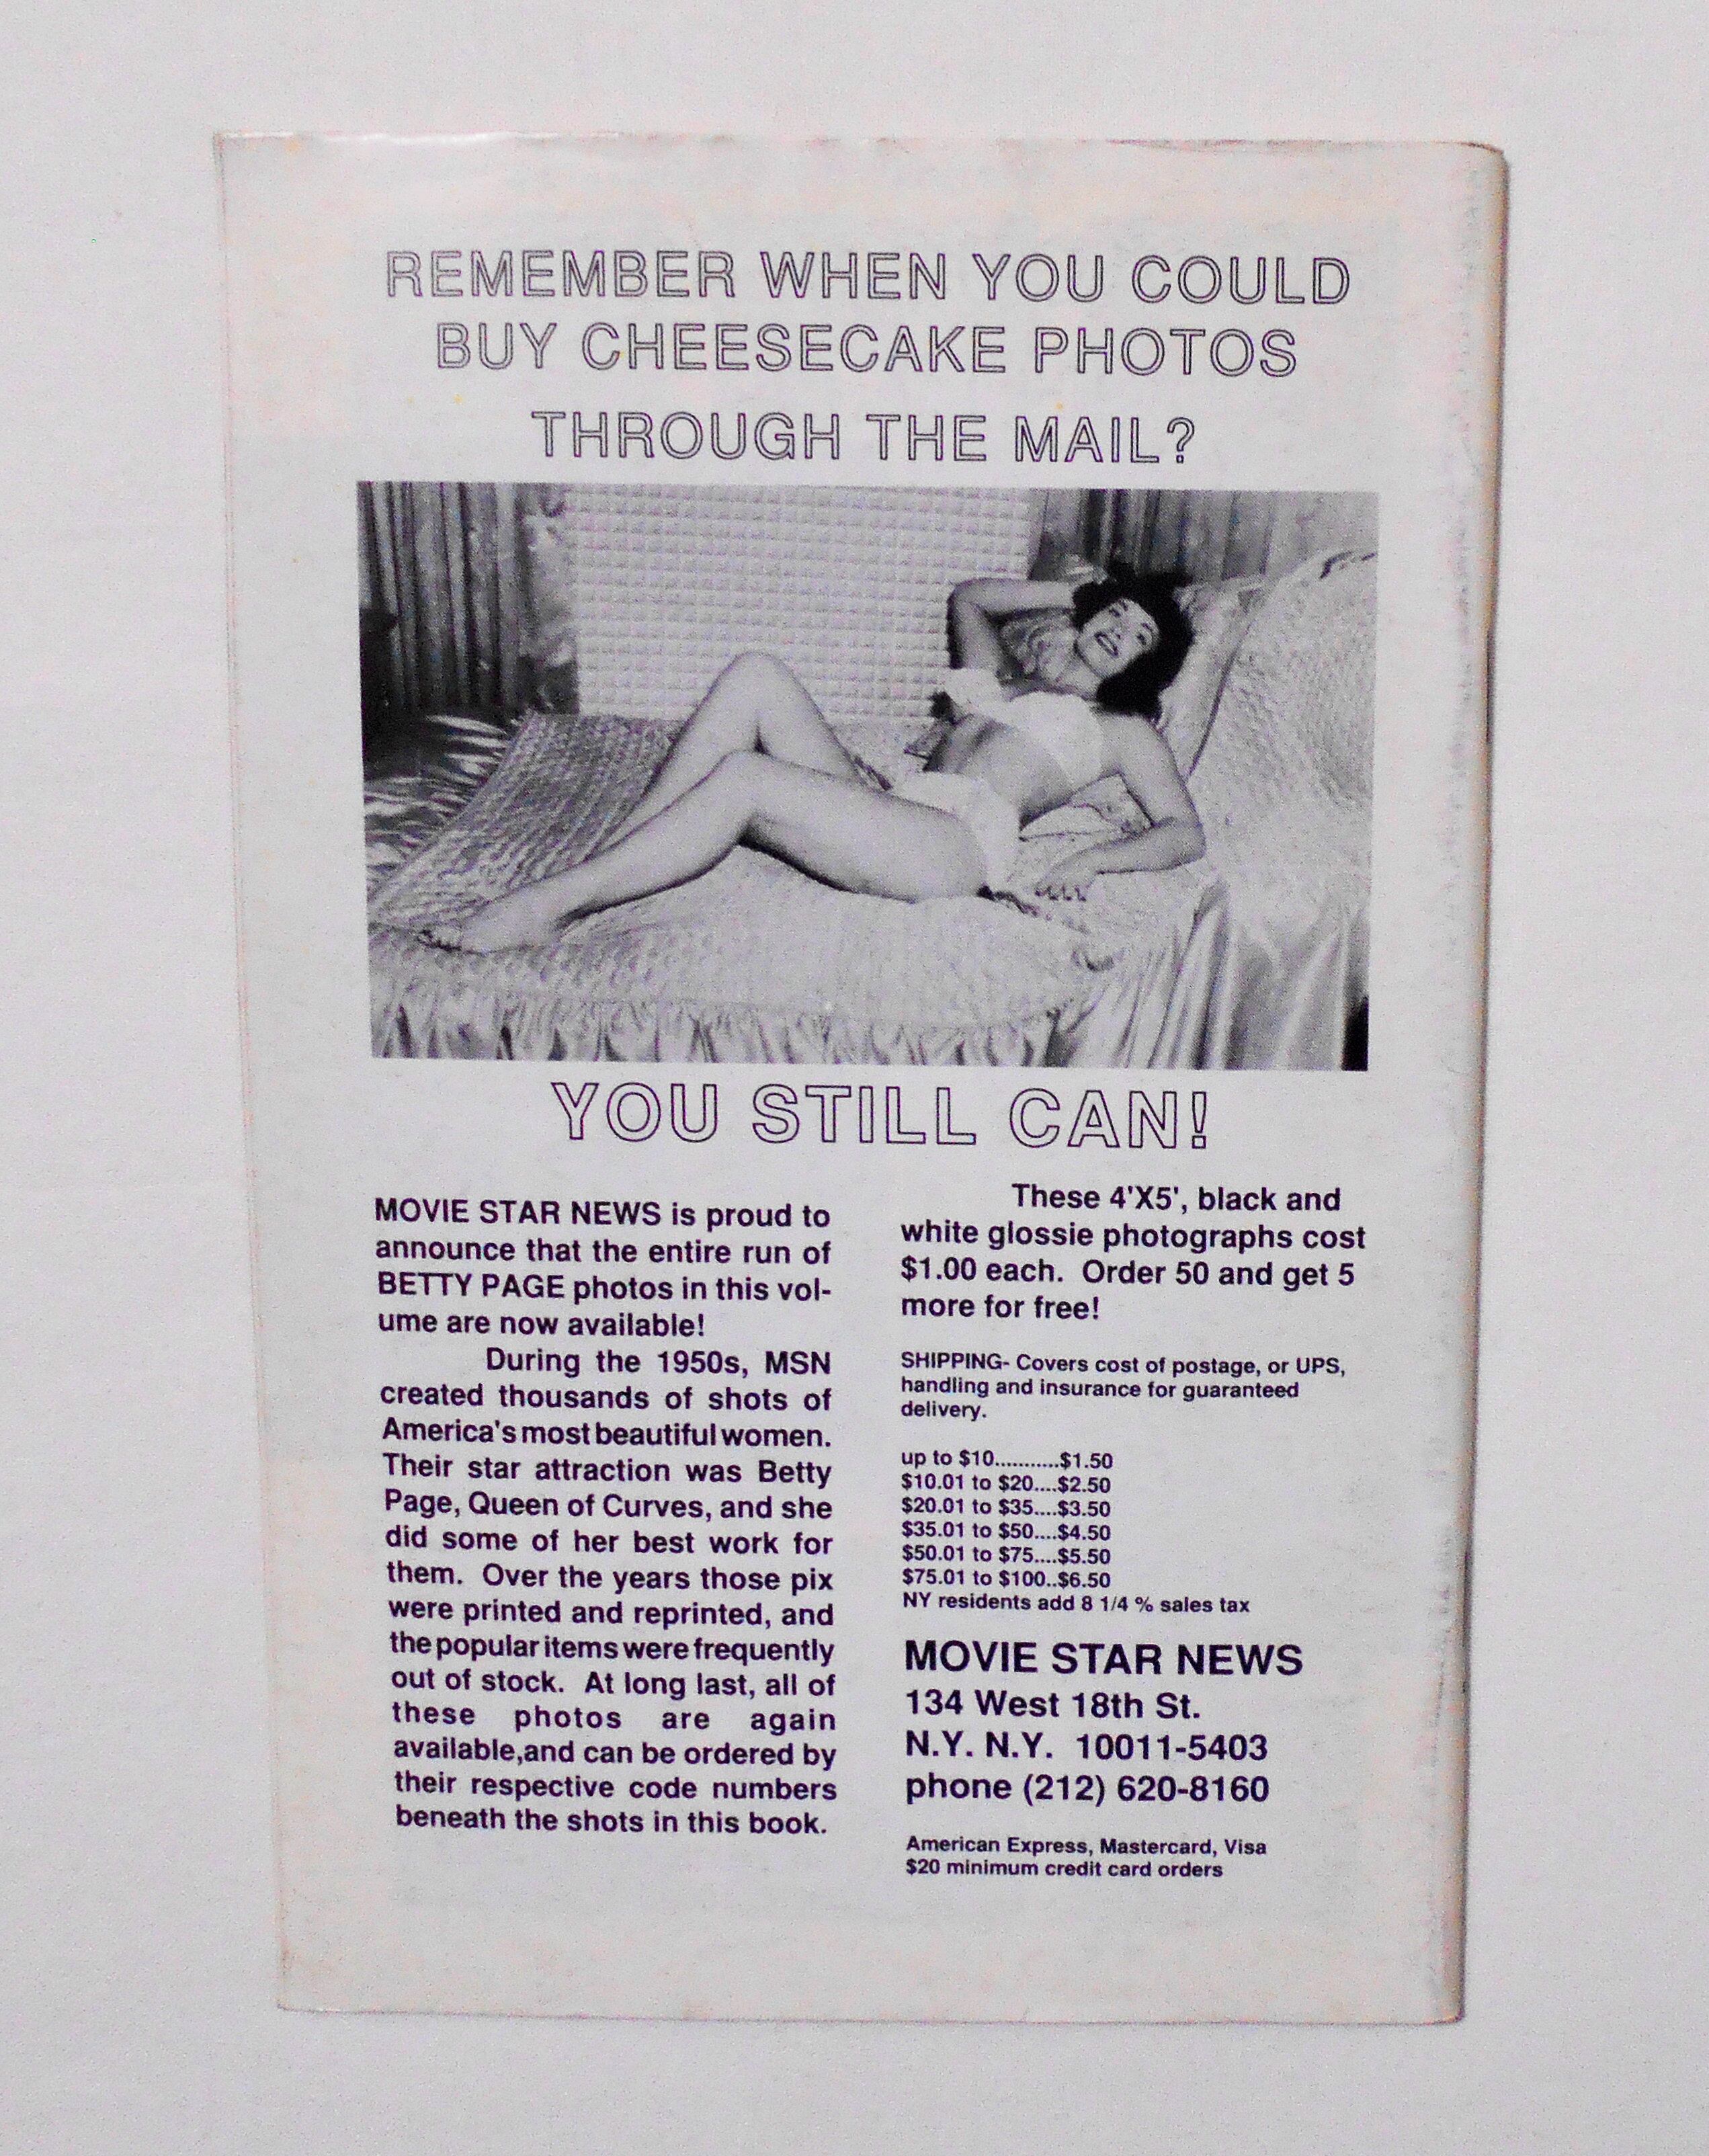 REMEMBER WHEN YOU COULD
BUY CHEESECAKE PHOTOS
THROUGH THE MAIL?
YOU STILL CAN!
MOVIE STAR NEWS is proud to
announce that the entire run of
BETTY PAGE photos in this vol-
ume are now available!
During the 1950s, MSN
created thousands of shots of
America's most beautiful women.
Their star attraction was Betty
Page, Queen of Curves, and she
did some of her best work for
them. Over the years those pix
were printed and reprinted, and
the popular items were frequently
out of stock. At long last, all of
these photos are again
available,and can be ordered by
their respective code numbers
beneath the shots in this book.
These 4'X5', black and
white glossie photographs cost
$1.00 each. Order 50 and get 5
more for free!
SHIPPING- Covers cost of postage, or UPS,
handling and insurance for guaranteed
delivery.
up to $10...........$1.50
$10.01 to $20....$2.50
$20.01 to $35....$3.50
$35.01 to $50....$4.50
$50.01 to $75....$5.50
$75.01 to $100..$6.50
NY residents add 8 1/4 % sales tax
MOVIE STAR NEWS
134 West 18th St.
N.Y. N.Y. 10011-5403
phone (212) 620-8160
American Express, Mastercard, Visa
$20 minimum credit card orders